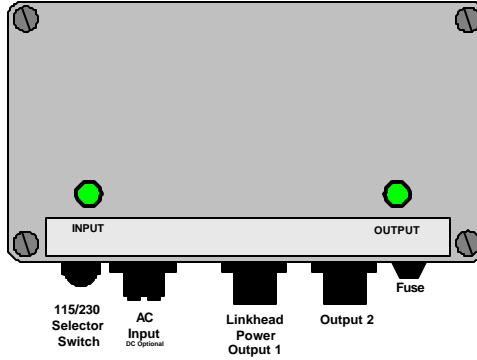 INPUT
OUTPUT
115/230
Selector
Switch
AC
Input
DC Optional
Linkhead
Power
Output 1
Output 2
Fuse